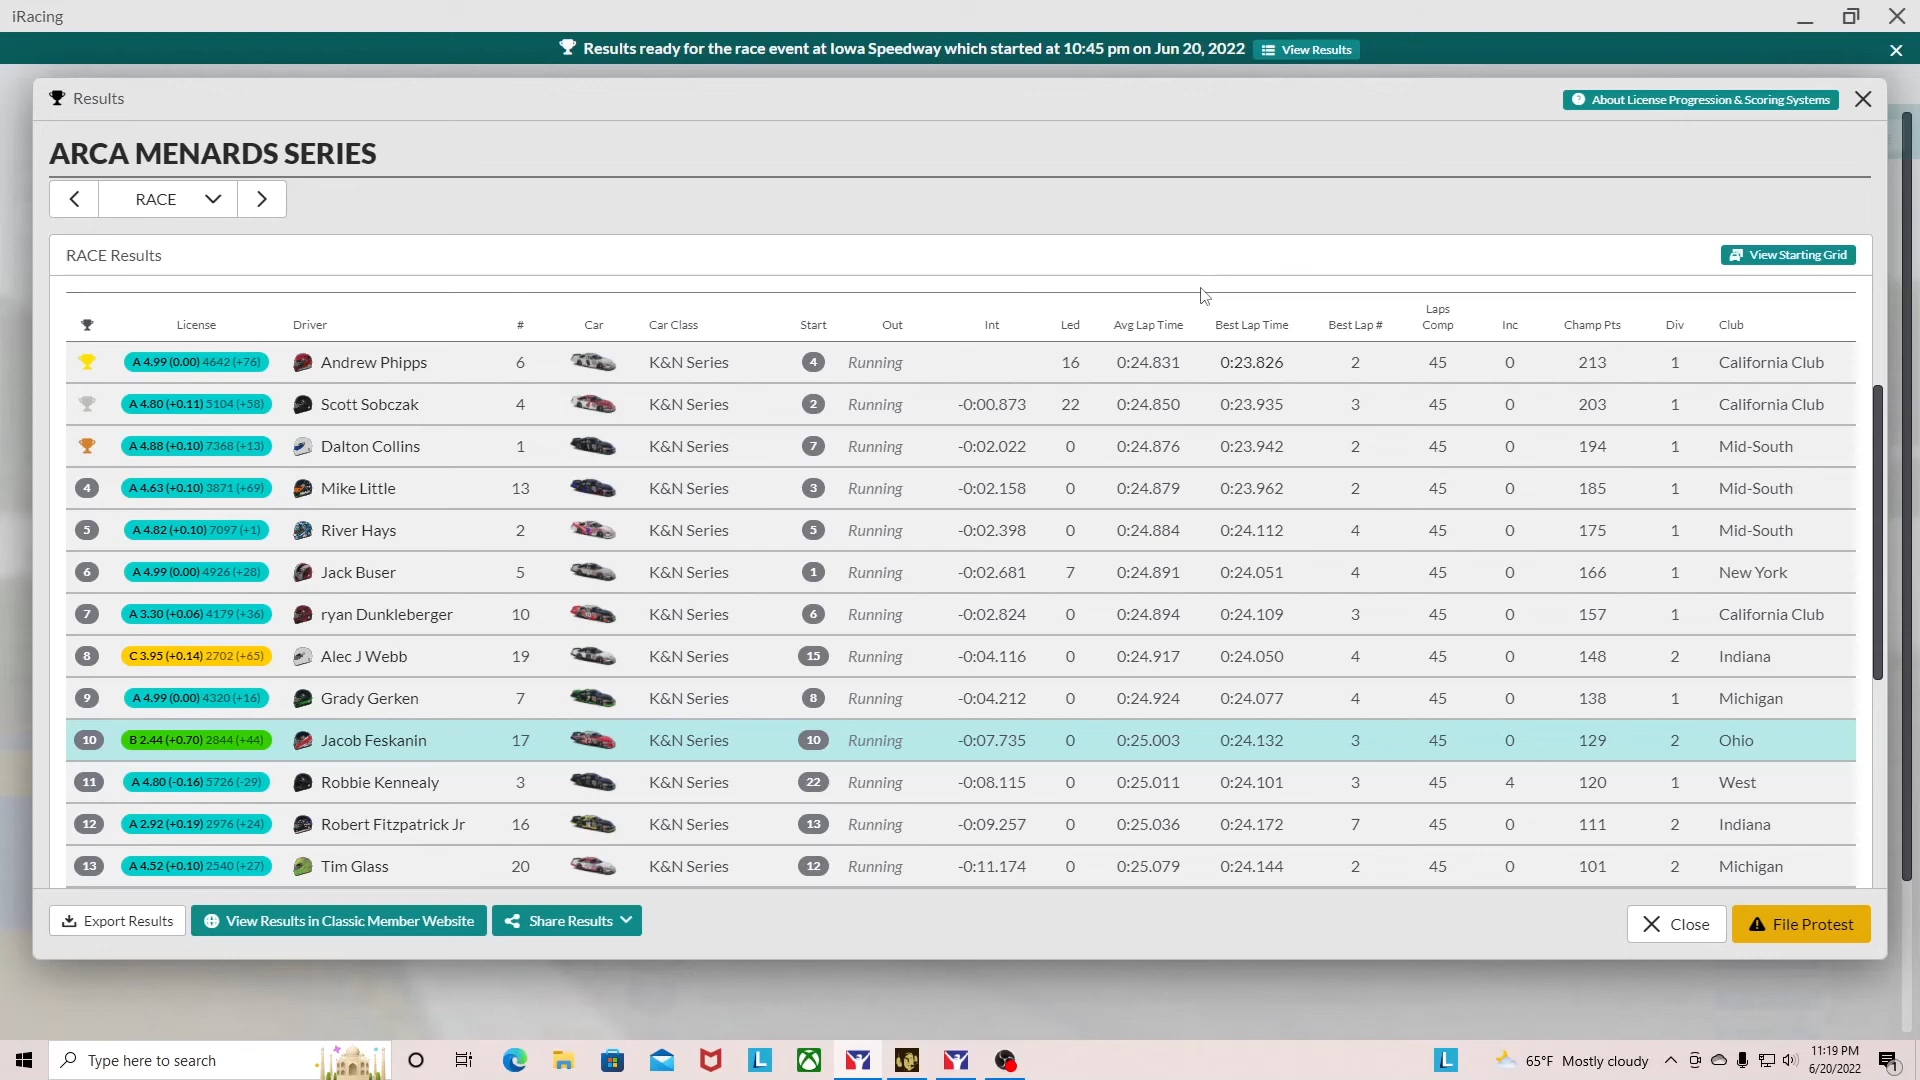 iRacing
Results ready for the race event at Iowa Speedway which started at 10:45 pm on Jun 20, 2022 View Results
Results About License Progression & Scoring Systems
ARCA MENARDS SERIES
RACE
RACE Results View Starting Grid
License Driver # Car Car Class Start Out Int Led Avg Lap Time Best Lap Time Best Lap # Laps Comp Inc Champ Pts Div Club
A 4.99 (0.00) 4642 (+76) Andrew Phipps 6 K&N Series 4 Running 16 0:24.831 0:23.826 2 45 0 213 1 California Club
A 4.80 (+0.11) 5104 (+58) Scott Sobczak 4 K&N Series 2 Running -0:00.873 22 0:24.850 0:23.935 3 45 0 203 1 California Club
A 4.88 (+0.10) 7368 (+13) Dalton Collins 1 K&N Series 7 Running -0:02.022 0 0:24.876 0:23.942 2 45 0 194 1 Mid-South
4 A 4.63 (+0.10) 3871 (+69) Mike Little 13 K&N Series 3 Running -0:02.158 0 0:24.879 0:23.962 2 45 0 185 1 Mid-South
5 A 4.82 (+0.10) 7097 (+1) River Hays 2 K&N Series 5 Running -0:02.398 0 0:24.884 0:24.112 4 45 0 175 1 Mid-South
6 A 4.99 (0.00) 4926 (+28) Jack Buser 5 K&N Series 1 Running -0:02.681 7 0:24.891 0:24.051 4 45 0 166 1 New York
7 A 3.30 (+0.06) 4179 (+36) ryan Dunkleberger 10 K&N Series 6 Running -0:02.824 0 0:24.894 0:24.109 3 45 0 157 1 California Club
8 C 3.95 (+0.14) 2702 (+65) Alec J Webb 19 K&N Series 15 Running -0:04.116 0 0:24.917 0:24.050 4 45 0 148 2 Indiana
9 A 4.99 (0.00) 4320 (+16) Grady Gerken 7 K&N Series 8 Running -0:04.212 0 0:24.924 0:24.077 4 45 0 138 1 Michigan
10 B 2.44 (+0.70) 2844 (+44) Jacob Feskanin 17 K&N Series 10 Running -0:07.735 0 0:25.003 0:24.132 3 45 0 129 2 Ohio
11 A 4.80 (-0.16) 5726 (-29) Robbie Kennealy 3 K&N Series 22 Running -0:08.115 0 0:25.011 0:24.101 3 45 4 120 1 West
12 A 2.92 (+0.19) 2976 (+24) Robert Fitzpatrick Jr 16 K&N Series 13 Running -0:09.257 0 0:25.036 0:24.172 7 45 0 111 2 Indiana
13 A 4.52 (+0.10) 2540 (+27) Tim Glass 20 K&N Series 12 Running -0:11.174 0 0:25.079 0:24.144 2 45 0 101 2 Michigan
Export Results View Results in Classic Member Website Share Results Close File Protest
Type here to search L L 65°F Mostly cloudy 11:19 PM
6/20/2022 1